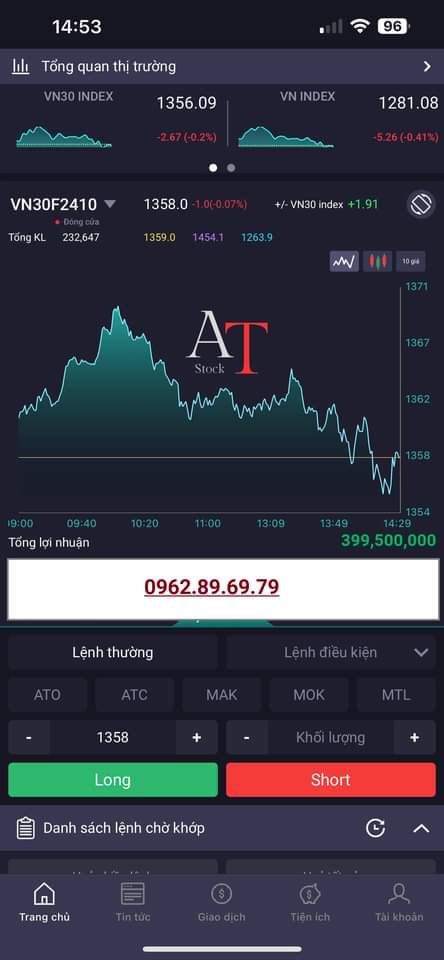 14:53
96
Tổng quan thị trường
VN30 INDEX 1356.09 VN INDEX 1281.08
-2.67 (-0.2%) -5.26 (-0.41%)
VN30F2410 1358.0 -1.0(-0.07%) +/- VN30 index +1.91
Đóng cửa
Tổng KL 232,647 1359.0 1454.1 1263.9
10 giá
1371
1367
1362
1358
1354
AT
Stock
09:00 09:40 10:20 11:00 13:09 13:49 14:29
Tổng lợi nhuận 399,500,000
0962.89.69.79
Lệnh thường Lệnh điều kiện
ATO ATC MAK MOK MTL
- 1358 + - Khối lượng +
Long Short
Danh sách lệnh chờ khớp
Trang chủ Tin tức Giao dịch Tiện ích Tài khoản